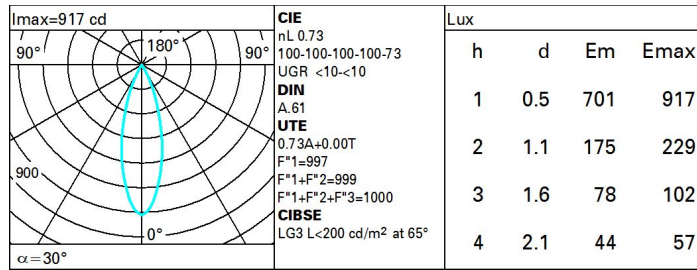 Imax=917 cd
90°
180°
90°
900
0°
α=30°
CIE
nL 0.73
100-100-100-100-73
UGR <10-<10
DIN
A.61
UTE
0.73A+0.00T
F"1=997
F"1+F"2=999
F"1+F"2+F"3=1000
CIBSE
LG3 L<200 cd/m² at 65°
Lux
h d Em Emax
1 0.5 701 917
2 1.1 175 229
3 1.6 78 102
4 2.1 44 57